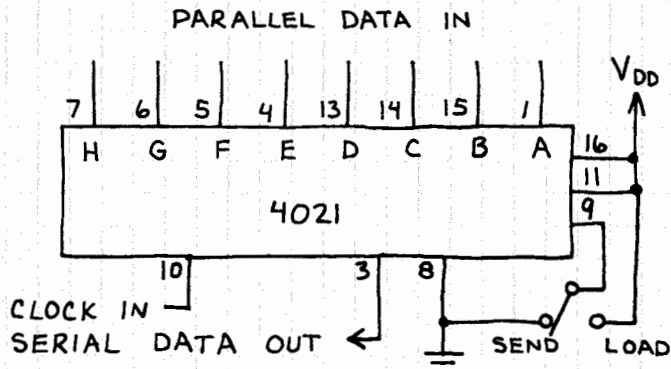 PARALLEL DATA IN
V_DD
7 6 5 4 13 14 15 1
H G F E D C B A
16
11
9
4021
10 3 8
CLOCK IN
SERIAL DATA OUT
SEND LOAD